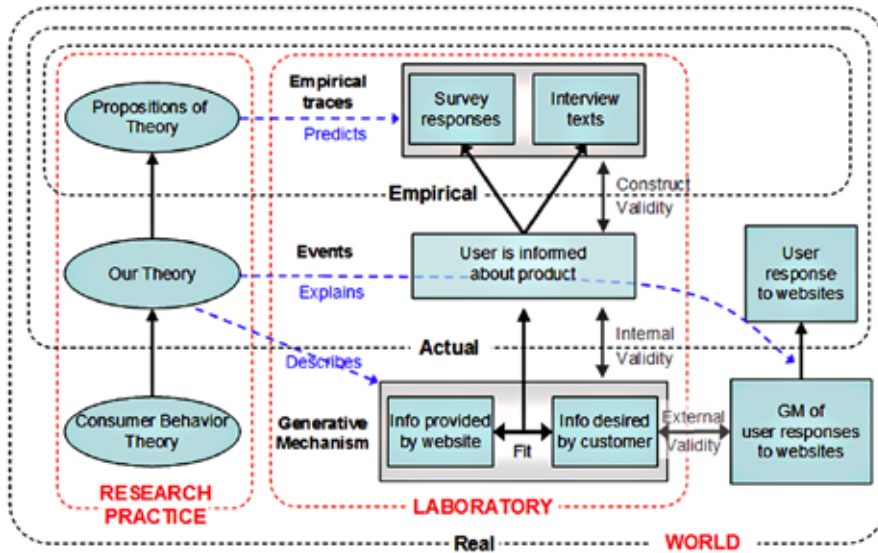 Propositions of
Theory
Empirical
traces
Predicts
Survey
responses
Interview
texts
Empirical
Construct
Validity
Our Theory
Events
Explains
User is informed
about product
User
response
to websites
Describes
Actual
Internal
Validity
Consumer Behavior
Theory
Generative
Mechanism
Info provided
by website
Fit
Info desired
by customer
External
Validity
GM of
user responses
to websites
RESEARCH
PRACTICE
LABORATORY
Real
WORLD